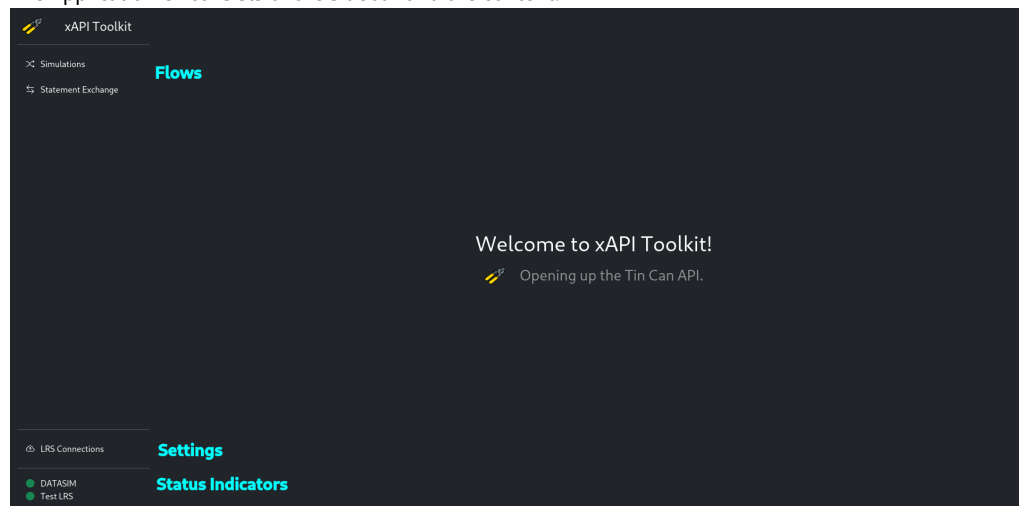 xAPI Toolkit
Simulations
Flows
Statement Exchange
Welcome to xAPI Toolkit!
Opening up the Tin Can API.
LRS Connections
Settings
DATASIM
Status Indicators
Test LRS